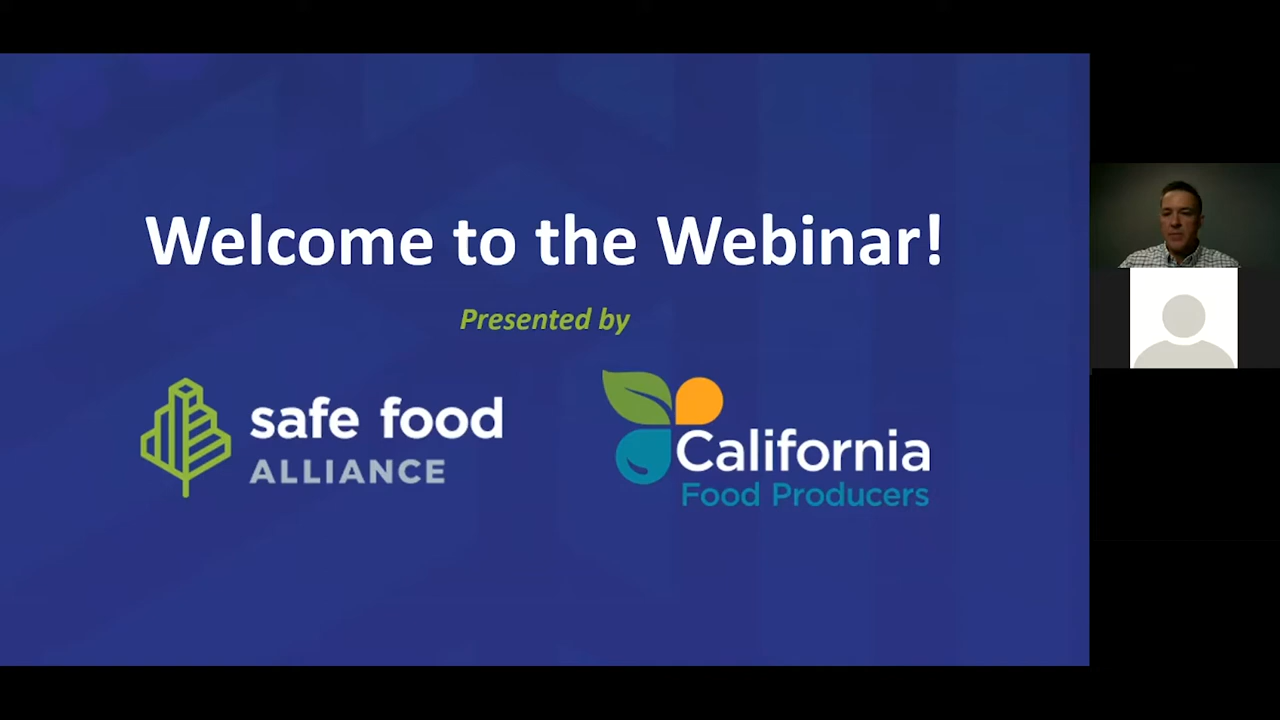 Welcome to the Webinar!
Presented by
safe food
ALLIANCE
California
Food Producers